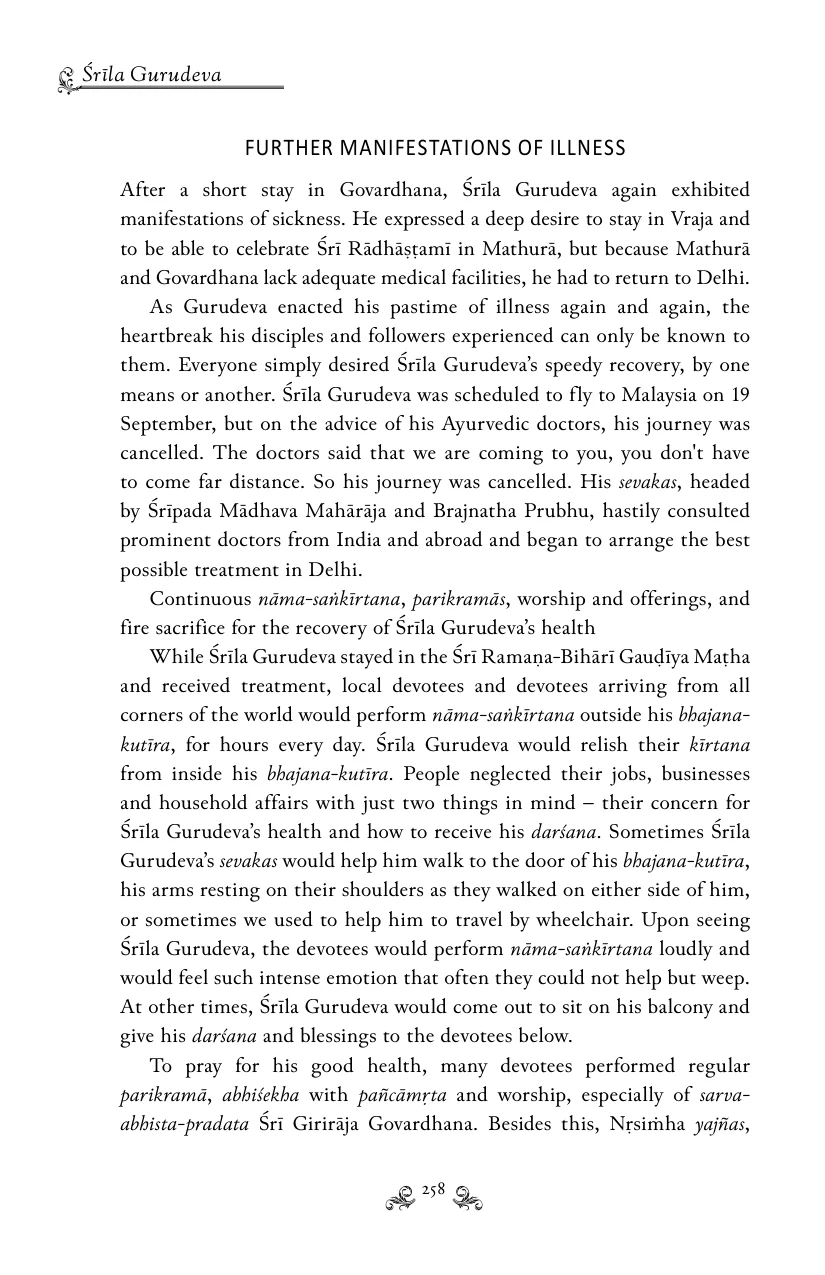 Śrīla Gurudeva
FURTHER MANIFESTATIONS OF ILLNESS
After a short stay in Govardhana, Śrīla Gurudeva again exhibited
manifestations of sickness. He expressed a deep desire to stay in Vraja and
to be able to celebrate Śrī Rādhāṣṭamī in Mathurā, but because Mathurā
and Govardhana lack adequate medical facilities, he had to return to Delhi.
As Gurudeva enacted his pastime of illness again and again, the
heartbreak his disciples and followers experienced can only be known to
them. Everyone simply desired Śrīla Gurudeva’s speedy recovery, by one
means or another. Śrīla Gurudeva was scheduled to fly to Malaysia on 19
September, but on the advice of his Ayurvedic doctors, his journey was
cancelled. The doctors said that we are coming to you, you don't have
to come far distance. So his journey was cancelled. His sevakas, headed
by Śrīpada Mādhava Mahārāja and Brajnatha Prubhu, hastily consulted
prominent doctors from India and abroad and began to arrange the best
possible treatment in Delhi.
Continuous nāma-saṅkīrtana, parikramās, worship and offerings, and
fire sacrifice for the recovery of Śrīla Gurudeva’s health
While Śrīla Gurudeva stayed in the Śrī Ramaṇa-Bihārī Gauḍīya Maṭha
and received treatment, local devotees and devotees arriving from all
corners of the world would perform nāma-saṅkīrtana outside his bhajana-
kutīra, for hours every day. Śrīla Gurudeva would relish their kīrtana
from inside his bhajana-kutīra. People neglected their jobs, businesses
and household affairs with just two things in mind – their concern for
Śrīla Gurudeva’s health and how to receive his darśana. Sometimes Śrīla
Gurudeva’s sevakas would help him walk to the door of his bhajana-kutīra,
his arms resting on their shoulders as they walked on either side of him,
or sometimes we used to help him to travel by wheelchair. Upon seeing
Śrīla Gurudeva, the devotees would perform nāma-saṅkīrtana loudly and
would feel such intense emotion that often they could not help but weep.
At other times, Śrīla Gurudeva would come out to sit on his balcony and
give his darśana and blessings to the devotees below.
To pray for his good health, many devotees performed regular
parikramā, abhiśekha with pañcāmṛta and worship, especially of sarva-
abhista-pradata Śrī Girirāja Govardhana. Besides this, Nṛsiṁha yajñas,
258